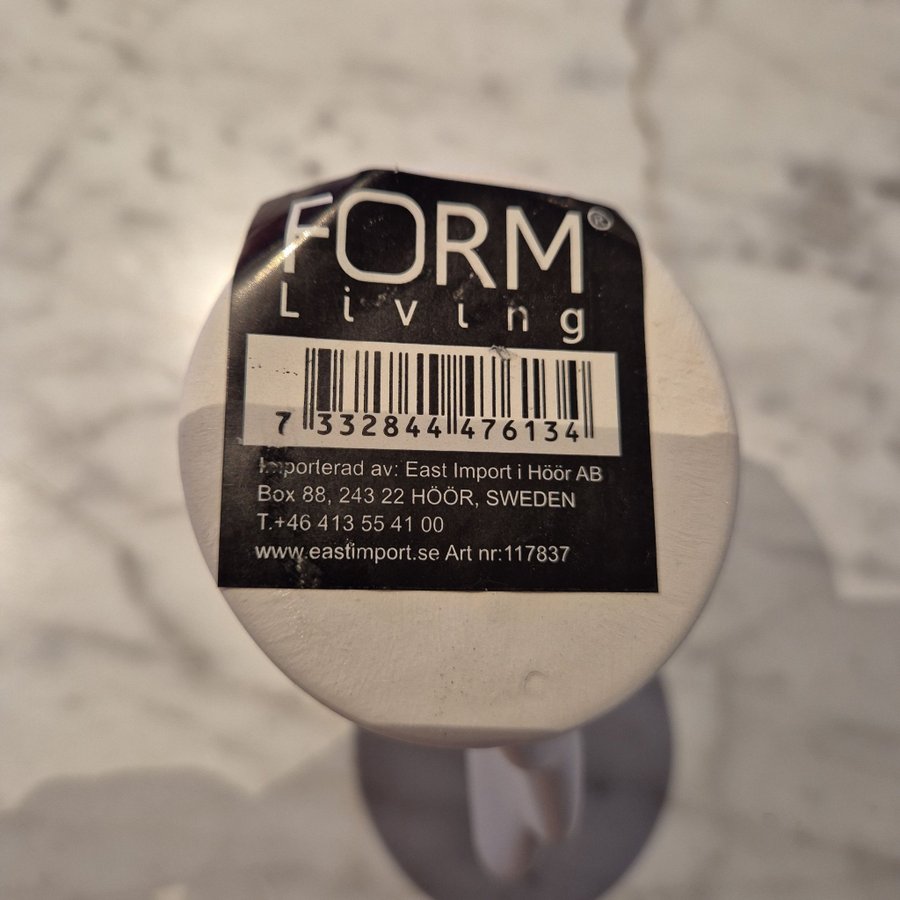 FORM®
Living
7 332844 476134
Importerad av: East Import i Höör AB
Box 88, 243 22 HÖÖR, SWEDEN
T.+46 413 55 41 00
www.eastimport.se Art nr:117837